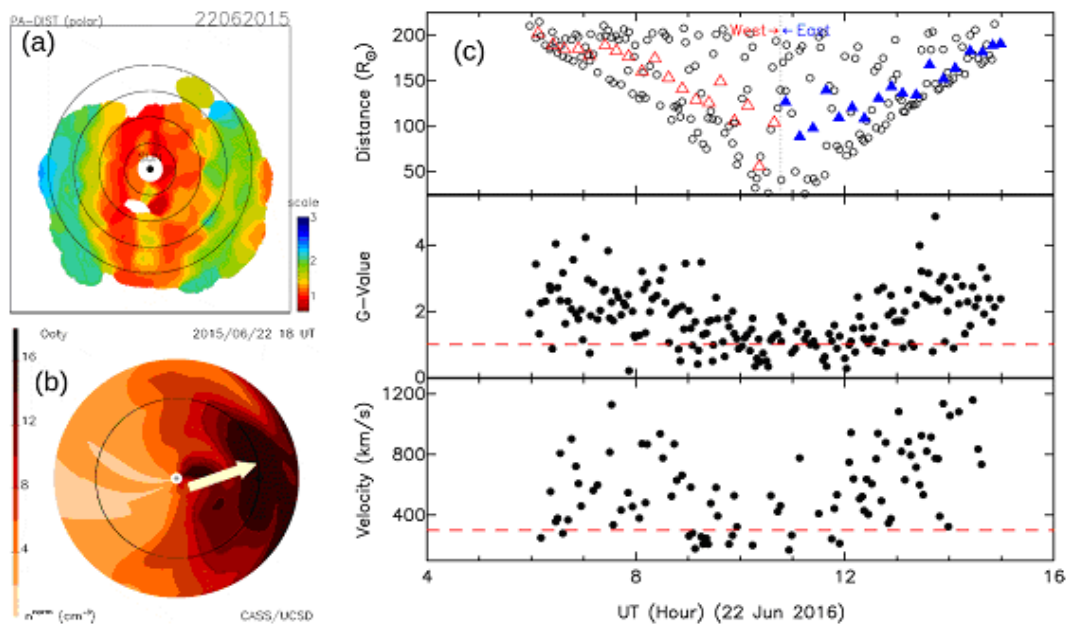 PA-DIST (polar) 22062015
(a)
scale
3
2
1
Ooty 2015/06/22 18 UT
(b)
16
12
8
4
n^norm (cm⁻³) CASS/UCSD
(c)
West → ← East
Distance (R☉)
200
150
100
50
G-Value
4
2
0
Velocity (km/s)
1200
800
400
4 8 12 16
UT (Hour) (22 Jun 2016)